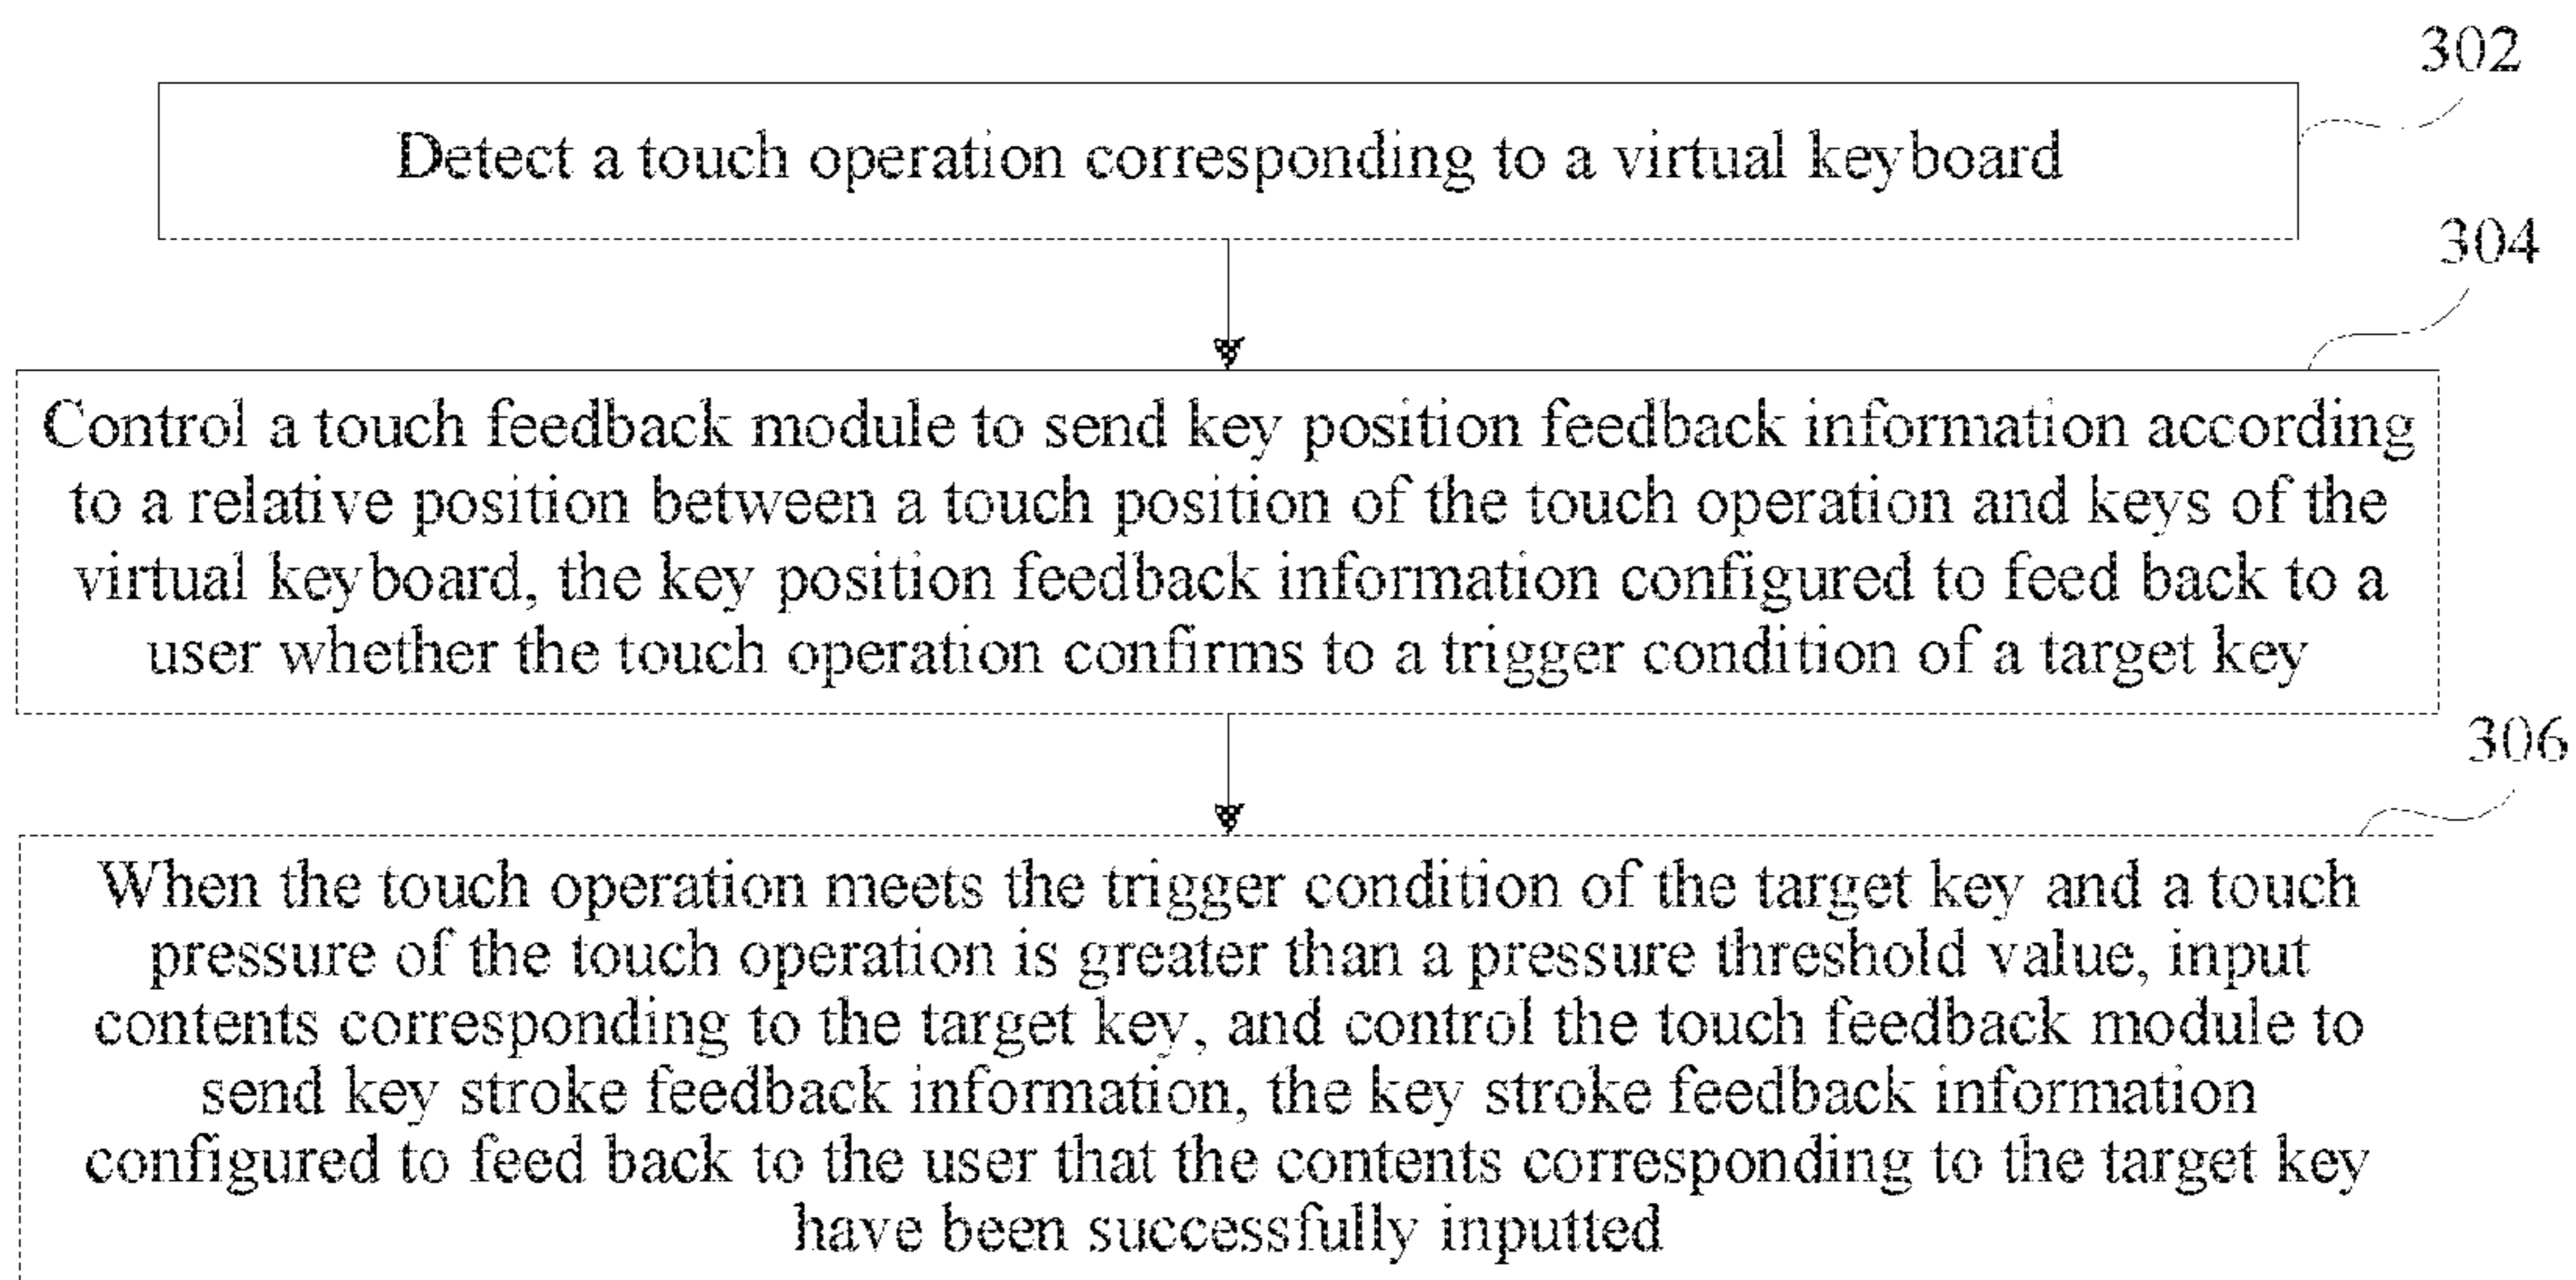 302
Detect a touch operation corresponding to a virtual keyboard
304
Control a touch feedback module to send key position feedback information according
to a relative position between a touch position of the touch operation and keys of the
virtual keyboard, the key position feedback information configured to feed back to a
user whether the touch operation confirms to a trigger condition of a target key
306
When the touch operation meets the trigger condition of the target key and a touch
pressure of the touch operation is greater than a pressure threshold value, input
contents corresponding to the target key, and control the touch feedback module to
send key stroke feedback information, the key stroke feedback information
configured to feed back to the user that the contents corresponding to the target key
have been successfully inputted